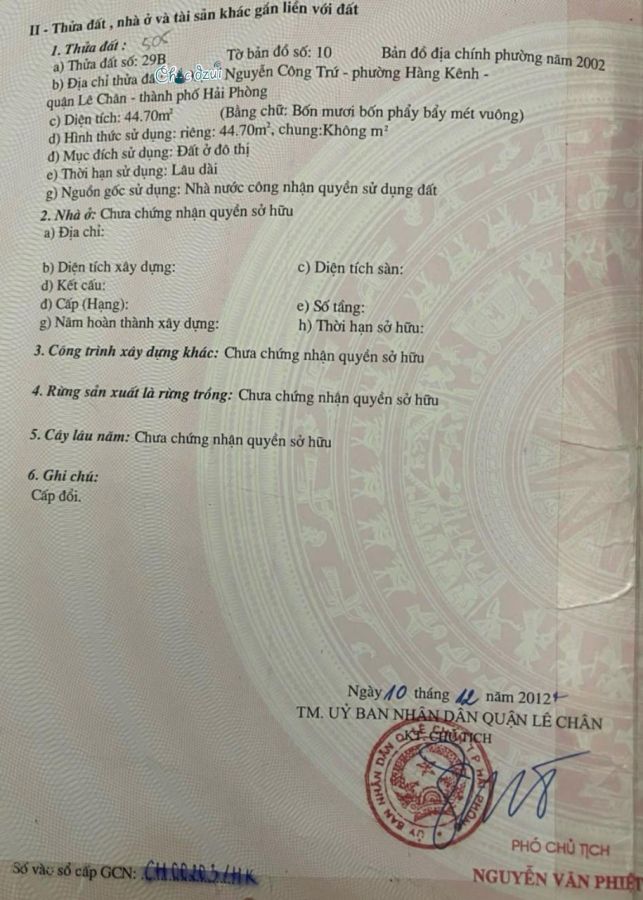 II - Thửa đất, nhà ở và tài sản khác gắn liền với đất
1. Thửa đất: 505
a) Thửa đất số: 29B Tờ bản đồ số: 10 Bản đồ địa chính phường năm 2002
b) Địa chỉ thửa đất Nguyễn Công Trứ - phường Hàng Kênh -
quận Lê Chân - thành phố Hải Phòng
c) Diện tích: 44.70m² (Bằng chữ: Bốn mươi bốn phẩy bẩy mét vuông)
d) Hình thức sử dụng: riêng: 44.70m², chung:Không m²
đ) Mục đích sử dụng: Đất ở đô thị
e) Thời hạn sử dụng: Lâu dài
g) Nguồn gốc sử dụng: Nhà nước công nhận quyền sử dụng đất
2. Nhà ở: Chưa chứng nhận quyền sở hữu
a) Địa chỉ:
b) Diện tích xây dựng: c) Diện tích sàn:
d) Kết cấu:
đ) Cấp (Hạng): e) Số tầng:
g) Năm hoàn thành xây dựng: h) Thời hạn sở hữu:
3. Công trình xây dựng khác: Chưa chứng nhận quyền sở hữu
4. Rừng sản xuất là rừng trồng: Chưa chứng nhận quyền sở hữu
5. Cây lâu năm: Chưa chứng nhận quyền sở hữu
6. Ghi chú:
Cấp đổi.
Ngày 10 tháng 12 năm 2012
TM. UỶ BAN NHÂN DÂN QUẬN LÊ CHÂN
KT. CHỦ TỊCH
PHÓ CHỦ TỊCH
Số vào sổ cấp GCN:
NGUYỄN VĂN PHIỆT